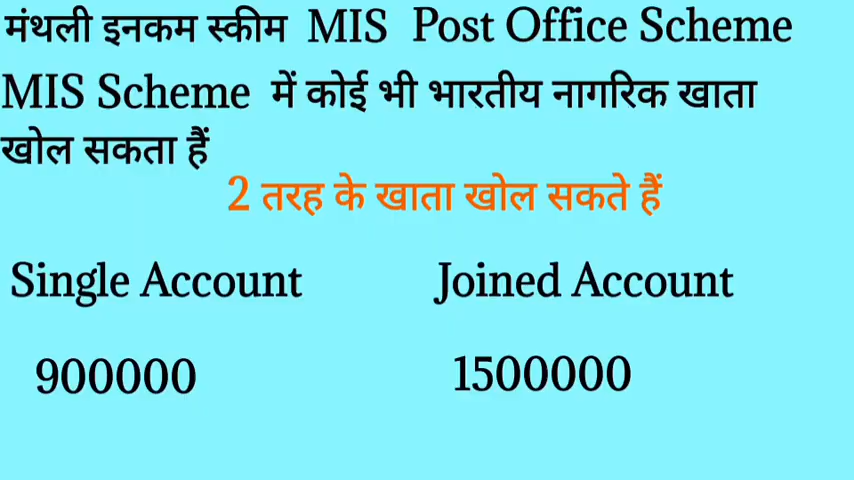 मंथली इनकम स्कीम MIS Post Office Scheme
MIS Scheme में कोई भी भारतीय नागरिक खाता
खोल सकता हैं
2 तरह के खाता खोल सकते हैं
Single Account Joined Account
900000 1500000